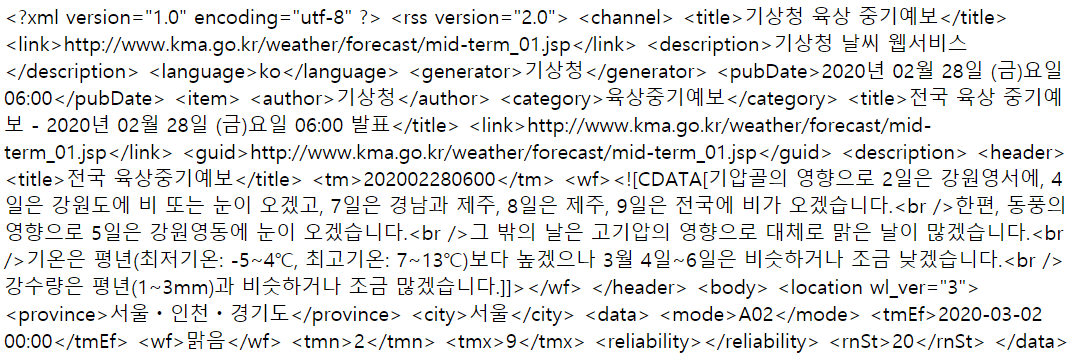 <?xml version="1.0" encoding="utf-8" ?> <rss version="2.0"> <channel> <title>기상청 육상 중기예보</title>
<link>http://www.kma.go.kr/weather/forecast/mid-term_01.jsp</link> <description>기상청 날씨 웹서비스
</description> <language>ko</language> <generator>기상청</generator> <pubDate>2020년 02월 28일 (금)요일
06:00</pubDate> <item> <author>기상청</author> <category>육상중기예보</category> <title>전국 육상 중기예
보 - 2020년 02월 28일 (금)요일 06:00 발표</title> <link>http://www.kma.go.kr/weather/forecast/mid-
term_01.jsp</link> <guid>http://www.kma.go.kr/weather/forecast/mid-term_01.jsp</guid> <description> <header>
<title>전국 육상중기예보</title> <tm>202002280600</tm> <wf><![CDATA[기압골의 영향으로 2일은 강원영서에, 4
일은 강원도에 비 또는 눈이 오겠고, 7일은 경남과 제주, 8일은 제주, 9일은 전국에 비가 오겠습니다.<br />한편, 동풍의
영향으로 5일은 강원영동에 눈이 오겠습니다.<br />그 밖의 날은 고기압의 영향으로 대체로 맑은 날이 많겠습니다.<br
/>기온은 평년(최저기온: -5~4℃, 최고기온: 7~13℃)보다 높겠으나 3월 4일~6일은 비슷하거나 조금 낮겠습니다.<br />
강수량은 평년(1~3mm)과 비슷하거나 조금 많겠습니다.]]></wf> </header> <body> <location wl_ver="3">
<province>서울・인천・경기도</province> <city>서울</city> <data> <mode>A02</mode> <tmEf>2020-03-02
00:00</tmEf> <wf>맑음</wf> <tmn>2</tmn> <tmx>9</tmx> <reliability></reliability> <rnSt>20</rnSt> </data>